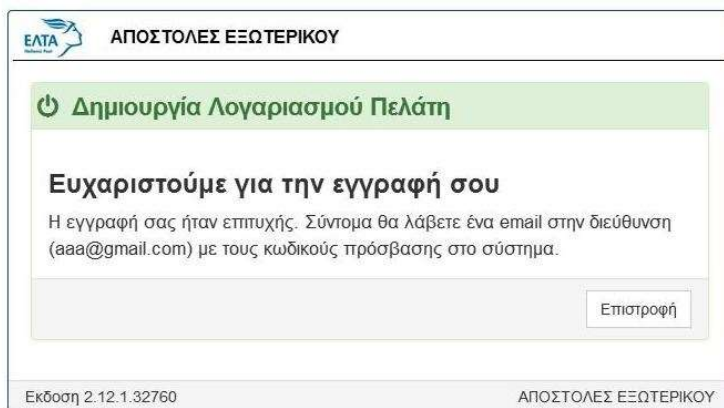 ΕΛΤΑ
Hellenic Post
ΑΠΟΣΤΟΛΕΣ ΕΞΩΤΕΡΙΚΟΥ
Δημιουργία Λογαριασμού Πελάτη
Ευχαριστούμε για την εγγραφή σου
Η εγγραφή σας ήταν επιτυχής. Σύντομα θα λάβετε ένα email στην διεύθυνση
(aaa@gmail.com) με τους κωδικούς πρόσβασης στο σύστημα.
Επιστροφή
Εκδοση 2.12.1.32760
ΑΠΟΣΤΟΛΕΣ ΕΞΩΤΕΡΙΚΟΥ